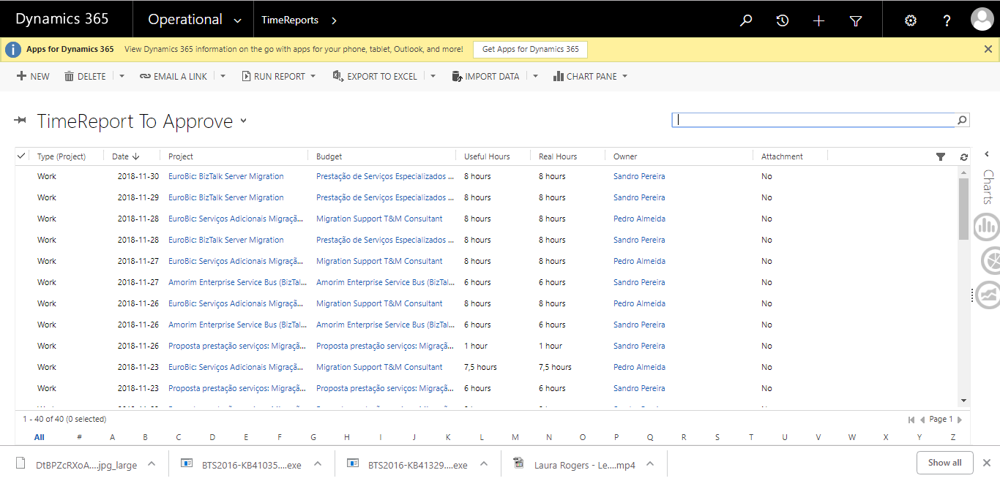 Dynamics 365 Operational TimeReports
Apps for Dynamics 365 View Dynamics 365 information on the go with apps for your phone, tablet, Outlook, and more! Get Apps for Dynamics 365
NEW DELETE EMAIL A LINK RUN REPORT EXPORT TO EXCEL IMPORT DATA CHART PANE
TimeReport To Approve
Type (Project) Date Project Budget Useful Hours Real Hours Owner Attachment
Work 2018-11-30 EuroBic: BizTalk Server Migration Prestação de Serviços Especializados ... 8 hours 8 hours Sandro Pereira No
Work 2018-11-29 EuroBic: BizTalk Server Migration Prestação de Serviços Especializados ... 8 hours 8 hours Sandro Pereira No
Work 2018-11-28 EuroBic: Serviços Adicionais Migraçã... Migration Support T&M Consultant 8 hours 8 hours Pedro Almeida No
Work 2018-11-28 EuroBic: BizTalk Server Migration Prestação de Serviços Especializados ... 8 hours 8 hours Sandro Pereira No
Work 2018-11-27 EuroBic: Serviços Adicionais Migraçã... Migration Support T&M Consultant 8 hours 8 hours Pedro Almeida No
Work 2018-11-27 Amorim Enterprise Service Bus (BizTal... Amorim Enterprise Service Bus (BizTal... 6 hours 6 hours Sandro Pereira No
Work 2018-11-26 EuroBic: Serviços Adicionais Migraçã... Migration Support T&M Consultant 8 hours 8 hours Pedro Almeida No
Work 2018-11-26 Amorim Enterprise Service Bus (BizTal... Amorim Enterprise Service Bus (BizTal... 6 hours 6 hours Sandro Pereira No
Work 2018-11-26 Proposta prestação serviços: Migraçã... Proposta prestação serviços: Migraçã... 1 hour 1 hour Sandro Pereira No
Work 2018-11-23 EuroBic: Serviços Adicionais Migraçã... Migration Support T&M Consultant 7,5 hours 7,5 hours Pedro Almeida No
Work 2018-11-23 Proposta prestação serviços: Migraçã... Proposta prestação serviços: Migraçã... 6 hours 6 hours Sandro Pereira No
Charts
1 - 40 of 40 (0 selected) Page 1
All # A B C D E F G H I J K L M N O P Q R S T U V W X Y Z
DtBPZcRXoA....jpg_large BTS2016-KB41035....exe BTS2016-KB41329....exe Laura Rogers - Le....mp4 Show all